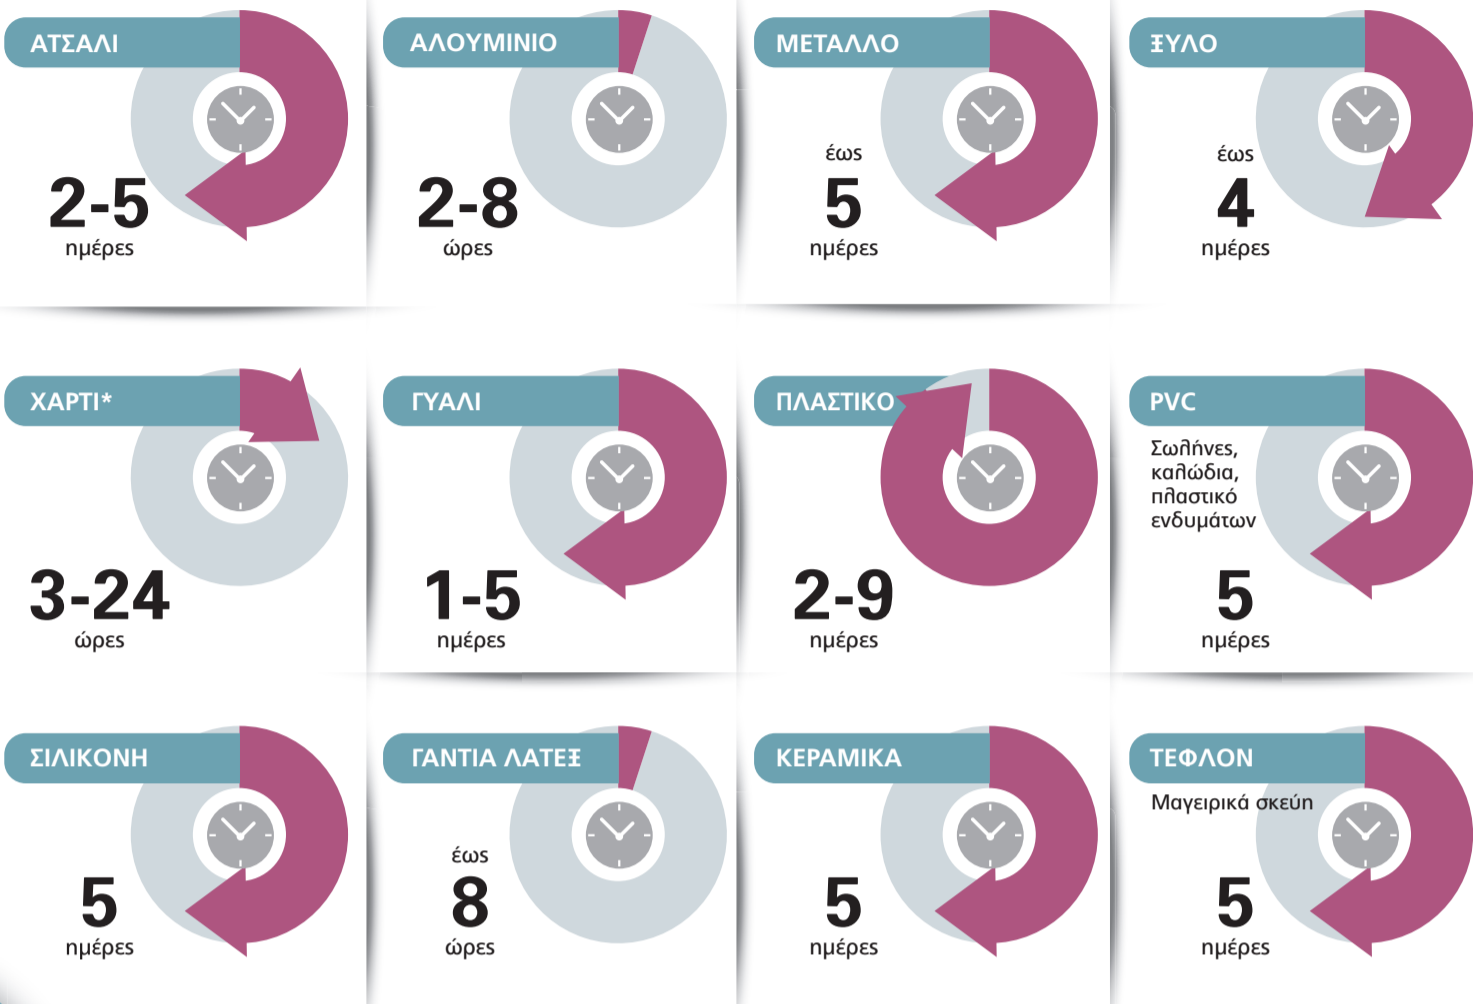 ΑΤΣΑΛΙ
2-5
ημέρες
ΑΛΟΥΜΙΝΙΟ
2-8
ώρες
ΜΕΤΑΛΛΟ
έως
5
ημέρες
ΞΥΛΟ
έως
4
ημέρες
ΧΑΡΤΙ*
3-24
ώρες
ΓΥΑΛΙ
1-5
ημέρες
ΠΛΑΣΤΙΚΟ
2-9
ημέρες
PVC
Σωλήνες,
καλώδια,
πλαστικό
ενδυμάτων
5
ημέρες
ΣΙΛΙΚΟΝΗ
5
ημέρες
ΓΑΝΤΙΑ ΛΑΤΕΞ
έως
8
ώρες
ΚΕΡΑΜΙΚΑ
5
ημέρες
ΤΕΦΛΟΝ
Μαγειρικά σκεύη
5
ημέρες